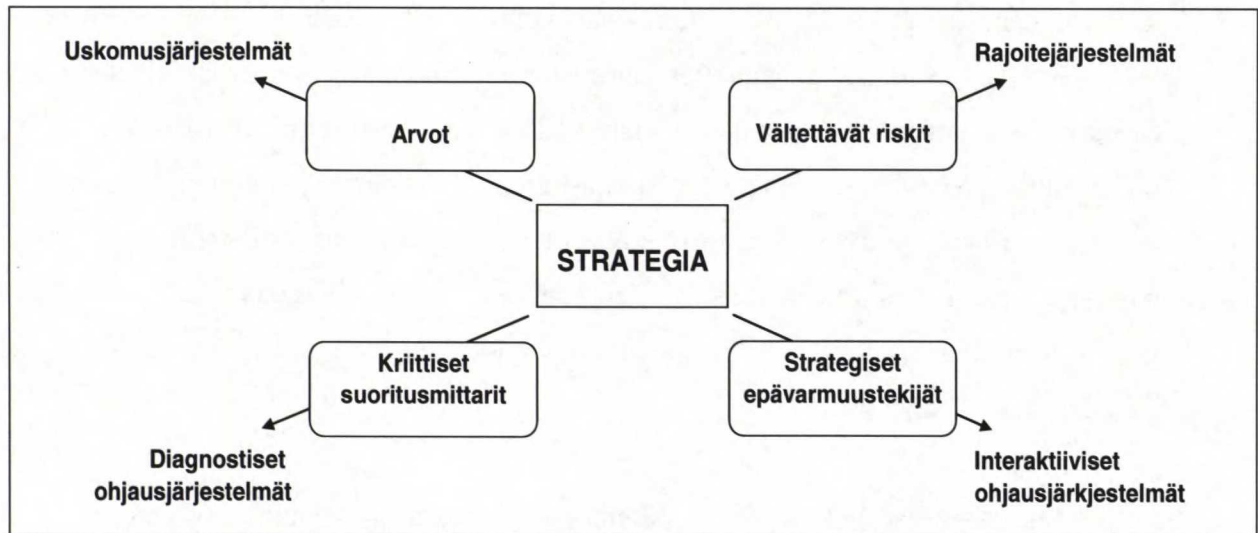 Uskomusjärjestelmät
Rajoitejärjestelmät
Arvot
Vältettävät riskit
STRATEGIA
Kriittiset
suoritusmittarit
Strategiset
epävarmuustekijät
Diagnostiset
ohjausjärjestelmät
Interaktiiviset
ohjausjärkjestelmät